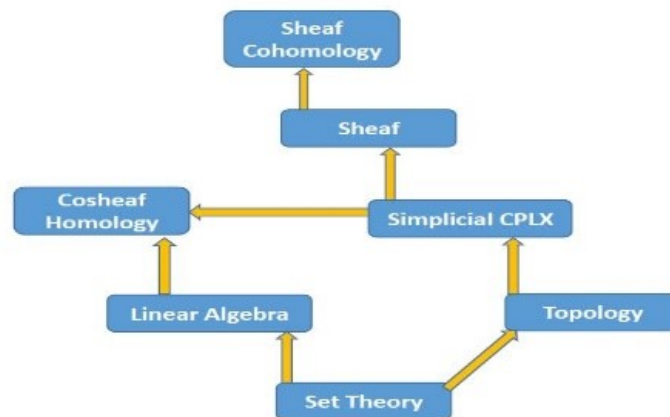 Sheaf
Cohomology
Sheaf
Cosheaf
Homology
Simplicial CPLX
Linear Algebra
Topology
Set Theory